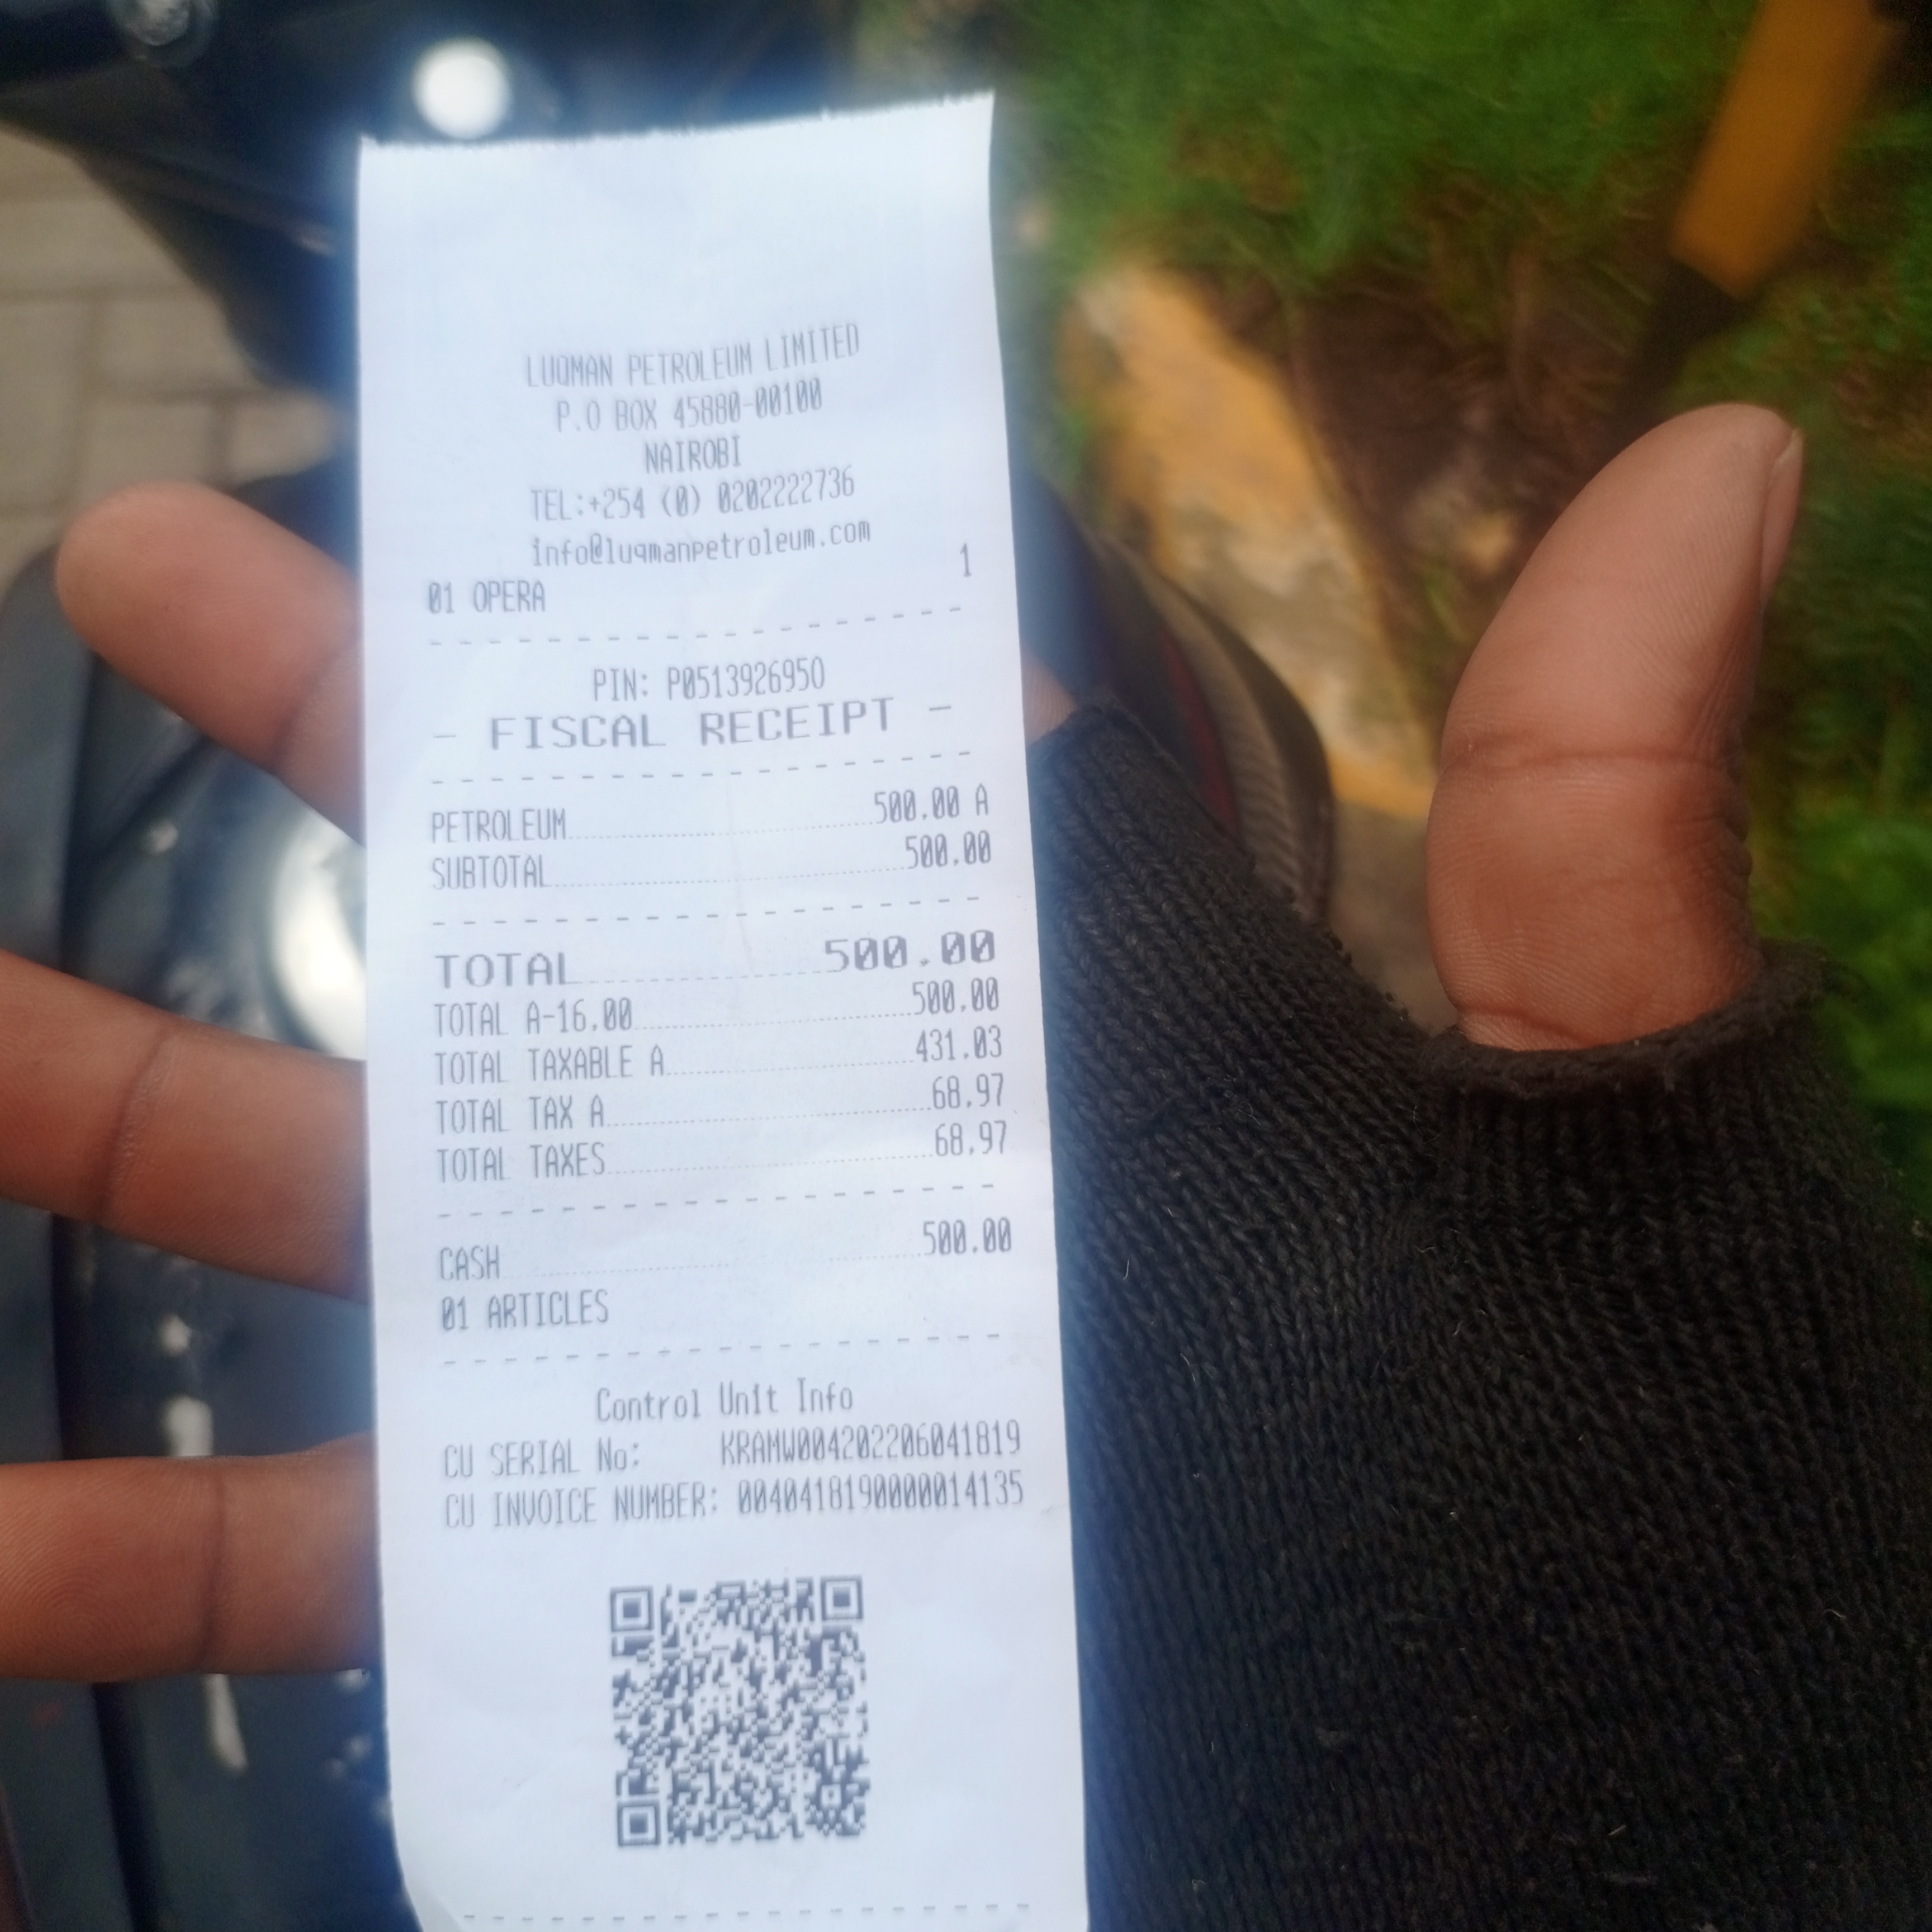 LUQMAN PETROLEUM LIMITED
P.O BOX 45880-00100
NAIROBI
TEL:+254 (0) 0202222736
info@luqmanpetroleum.com
01 OPERA 1
PIN: P051392695O
- FISCAL RECEIPT -
PETROLEUM 500.00 A
SUBTOTAL 500.00
TOTAL 500.00
TOTAL A-16.00 500.00
TOTAL TAXABLE A 431.03
TOTAL TAX A 68.97
TOTAL TAXES 68.97
CASH 500.00
01 ARTICLES
Control Unit Info
CU SERIAL No: KRAMW004202206041819
CU INVOICE NUMBER: 0040418190000014135